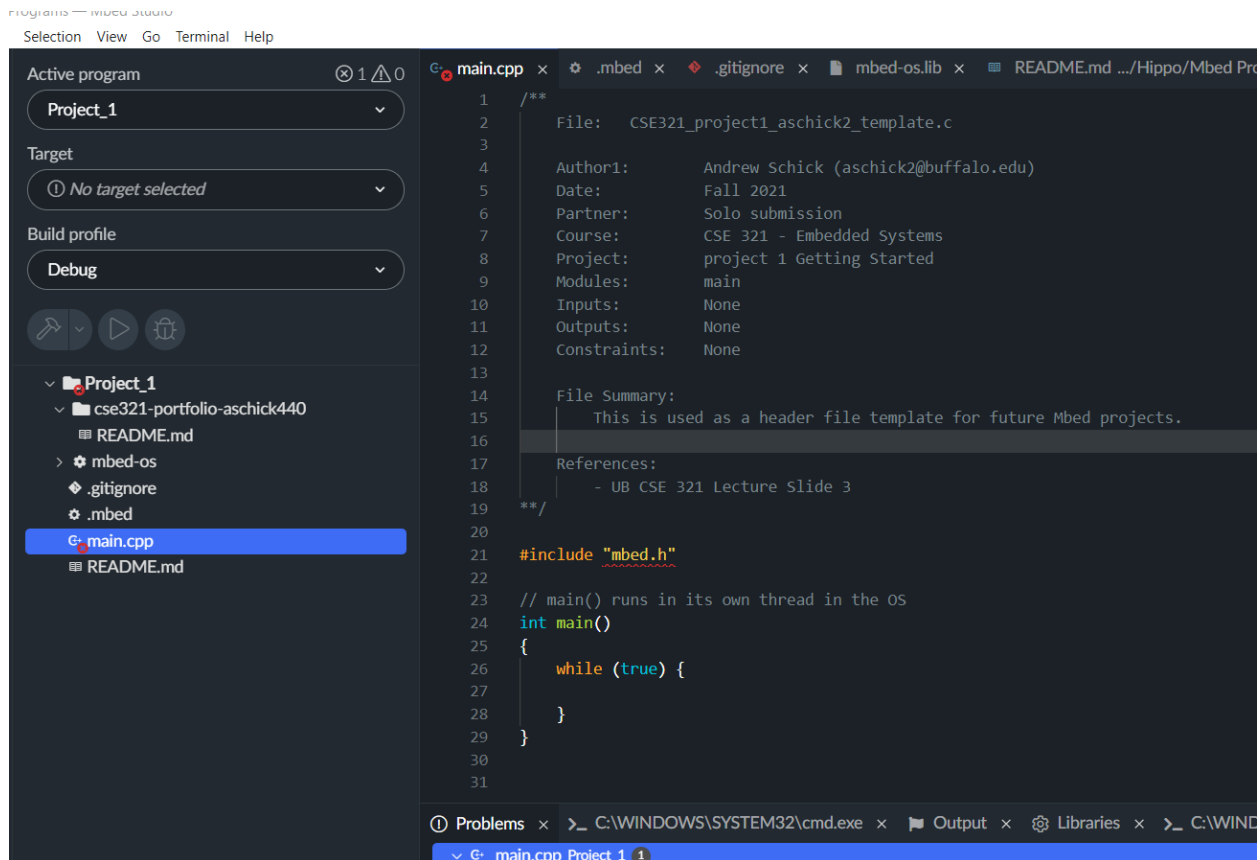 Programs — Mbed Studio
Selection View Go Terminal Help
Active program 1 0
Project_1
Target
No target selected
Build profile
Debug
Project_1
cse321-portfolio-aschick440
README.md
mbed-os
.gitignore
.mbed
main.cpp
README.md
main.cpp × .mbed × .gitignore × mbed-os.lib × README.md .../Hippo/Mbed Pro
1 /**
2 File: CSE321_project1_aschick2_template.c
3
4 Author1: Andrew Schick (aschick2@buffalo.edu)
5 Date: Fall 2021
6 Partner: Solo submission
7 Course: CSE 321 - Embedded Systems
8 Project: project 1 Getting Started
9 Modules: main
10 Inputs: None
11 Outputs: None
12 Constraints: None
13
14 File Summary:
15 This is used as a header file template for future Mbed projects.
16
17 References:
18 - UB CSE 321 Lecture Slide 3
19 **/
20
21 #include "mbed.h"
22
23 // main() runs in its own thread in the OS
24 int main()
25 {
26 while (true) {
27
28 }
29 }
30
31
Problems × >_ C:\WINDOWS\SYSTEM32\cmd.exe × Output × Libraries × >_ C:\WIND
main.cpp Project_1 1